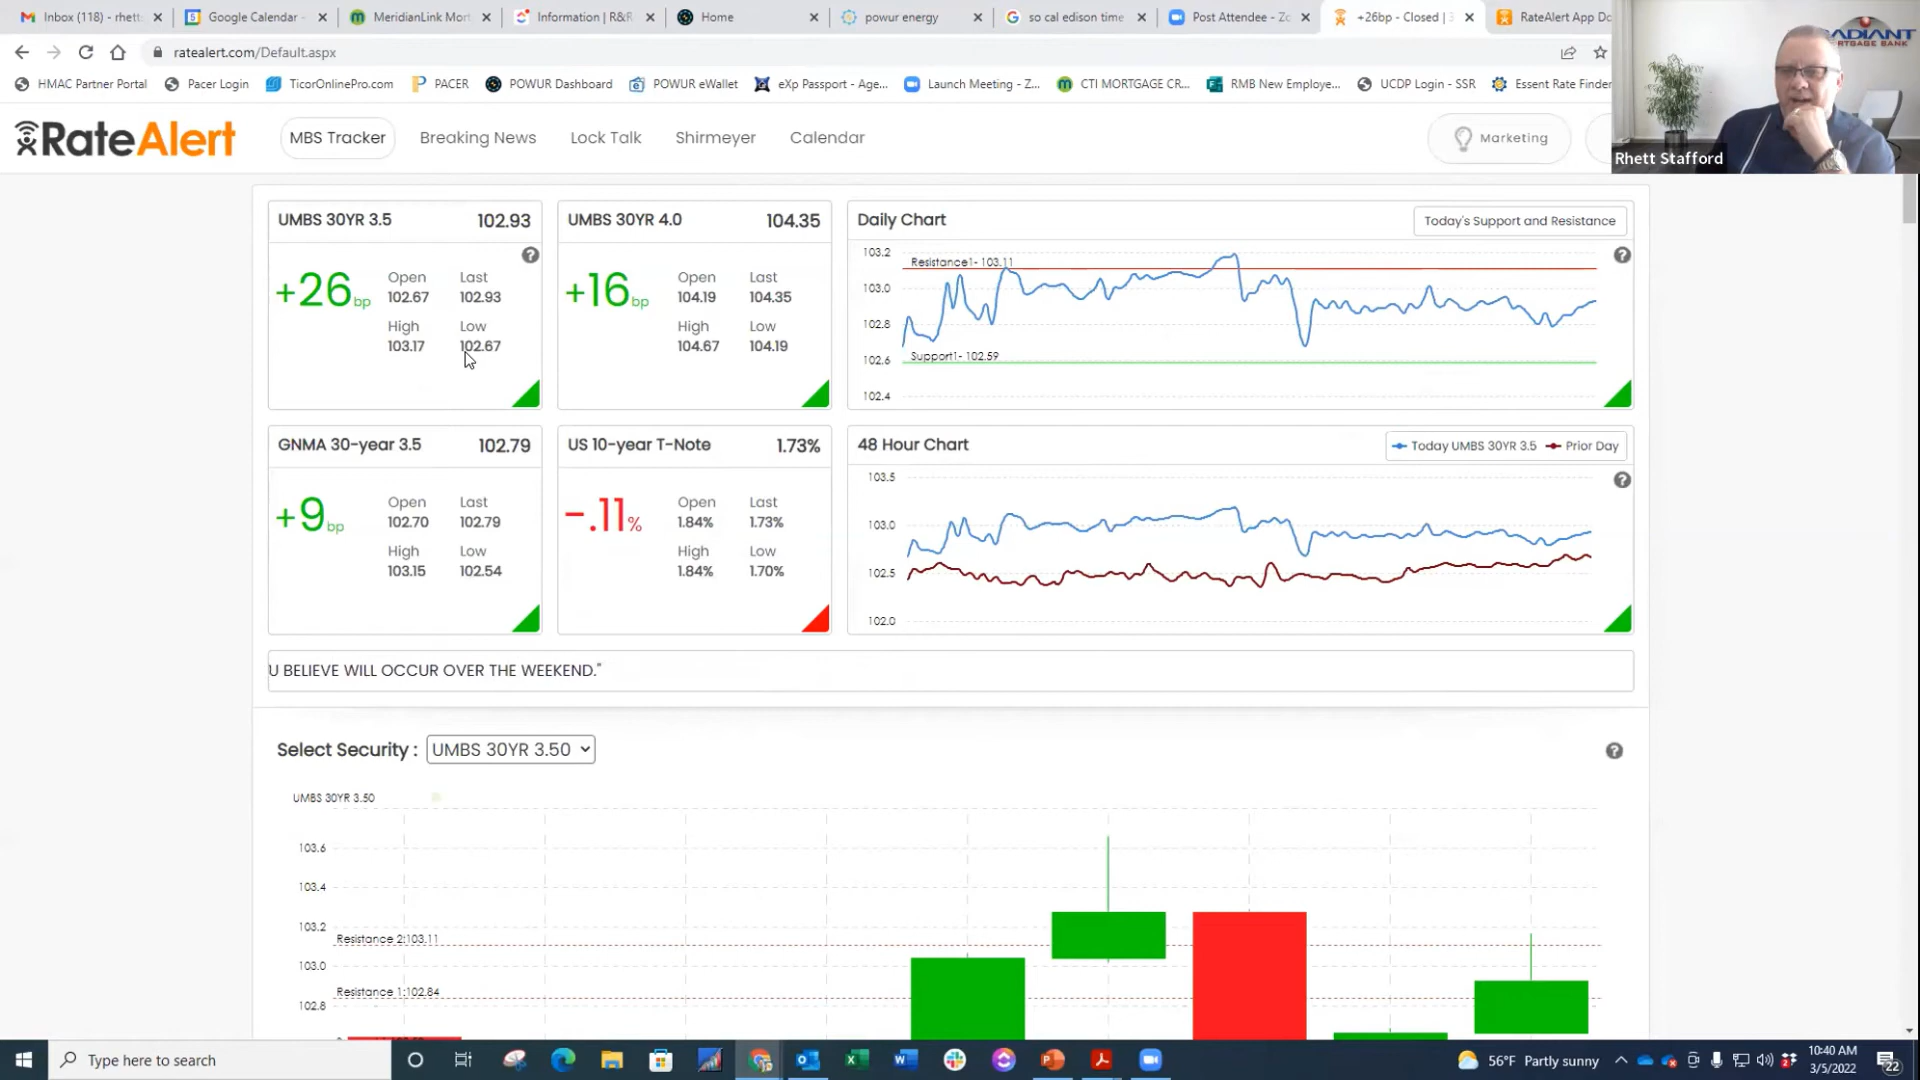 Inbox (118) - rhett:
Google Calendar -
MeridianLink Mort
Information | R&R
Home
powur energy
so cal edison time
Post Attendee - Zo
+26bp - Closed | 3
RateAlert App Do
ratealert.com/Default.aspx
HMAC Partner Portal
Pacer Login
TicorOnlinePro.com
PACER
POWUR Dashboard
POWUR eWallet
eXp Passport - Age...
Launch Meeting - Z...
CTI MORTGAGE CR...
RMB New Employe...
UCDP Login - SSR
Essent Rate Finder
RADIANT
MORTGAGE BANK
Rhett Stafford
RateAlert
MBS Tracker
Breaking News
Lock Talk
Shirmeyer
Calendar
Marketing
UMBS 30YR 3.5 102.93
+26bp
Open Last
102.67 102.93
High Low
103.17 102.67
UMBS 30YR 4.0 104.35
+16bp
Open Last
104.19 104.35
High Low
104.67 104.19
Daily Chart
Today's Support and Resistance
103.2
Resistance1- 103.11
103.0
102.8
102.6
Support1- 102.59
102.4
GNMA 30-year 3.5 102.79
+9bp
Open Last
102.70 102.79
High Low
103.15 102.54
US 10-year T-Note 1.73%
-.11%
Open Last
1.84% 1.73%
High Low
1.84% 1.70%
48 Hour Chart
Today UMBS 30YR 3.5 Prior Day
103.5
103.0
102.5
102.0
U BELIEVE WILL OCCUR OVER THE WEEKEND."
Select Security : UMBS 30YR 3.50
UMBS 30YR 3.50
103.6
103.4
103.2
Resistance 2:103.11
103.0
Resistance 1:102.84
102.8
Type here to search
56°F Partly sunny
10:40 AM
3/5/2022
22